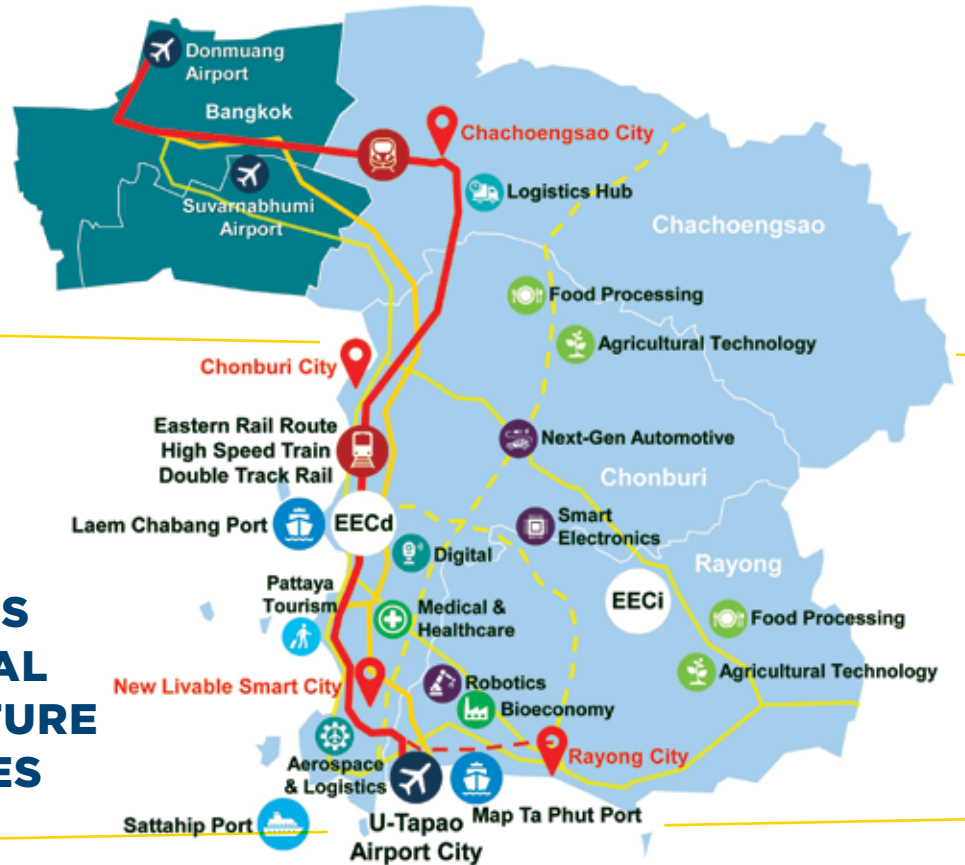 Donmuang
Airport
Bangkok
Chachoengsao City
Suvarnabhumi
Airport
Logistics Hub
Chachoengsao
Food Processing
Agricultural Technology
Chonburi City
Eastern Rail Route
High Speed Train
Double Track Rail
Next-Gen Automotive
Chonburi
Laem Chabang Port
EECd
Smart
Electronics
Digital
Rayong
Pattaya
Tourism
EECi
Medical &
Healthcare
Food Processing
S
AL
TURE
ES
New Livable Smart City
Robotics
Agricultural Technology
Bioeconomy
Rayong City
Aerospace
& Logistics
Sattahip Port
U-Tapao
Airport City
Map Ta Phut Port